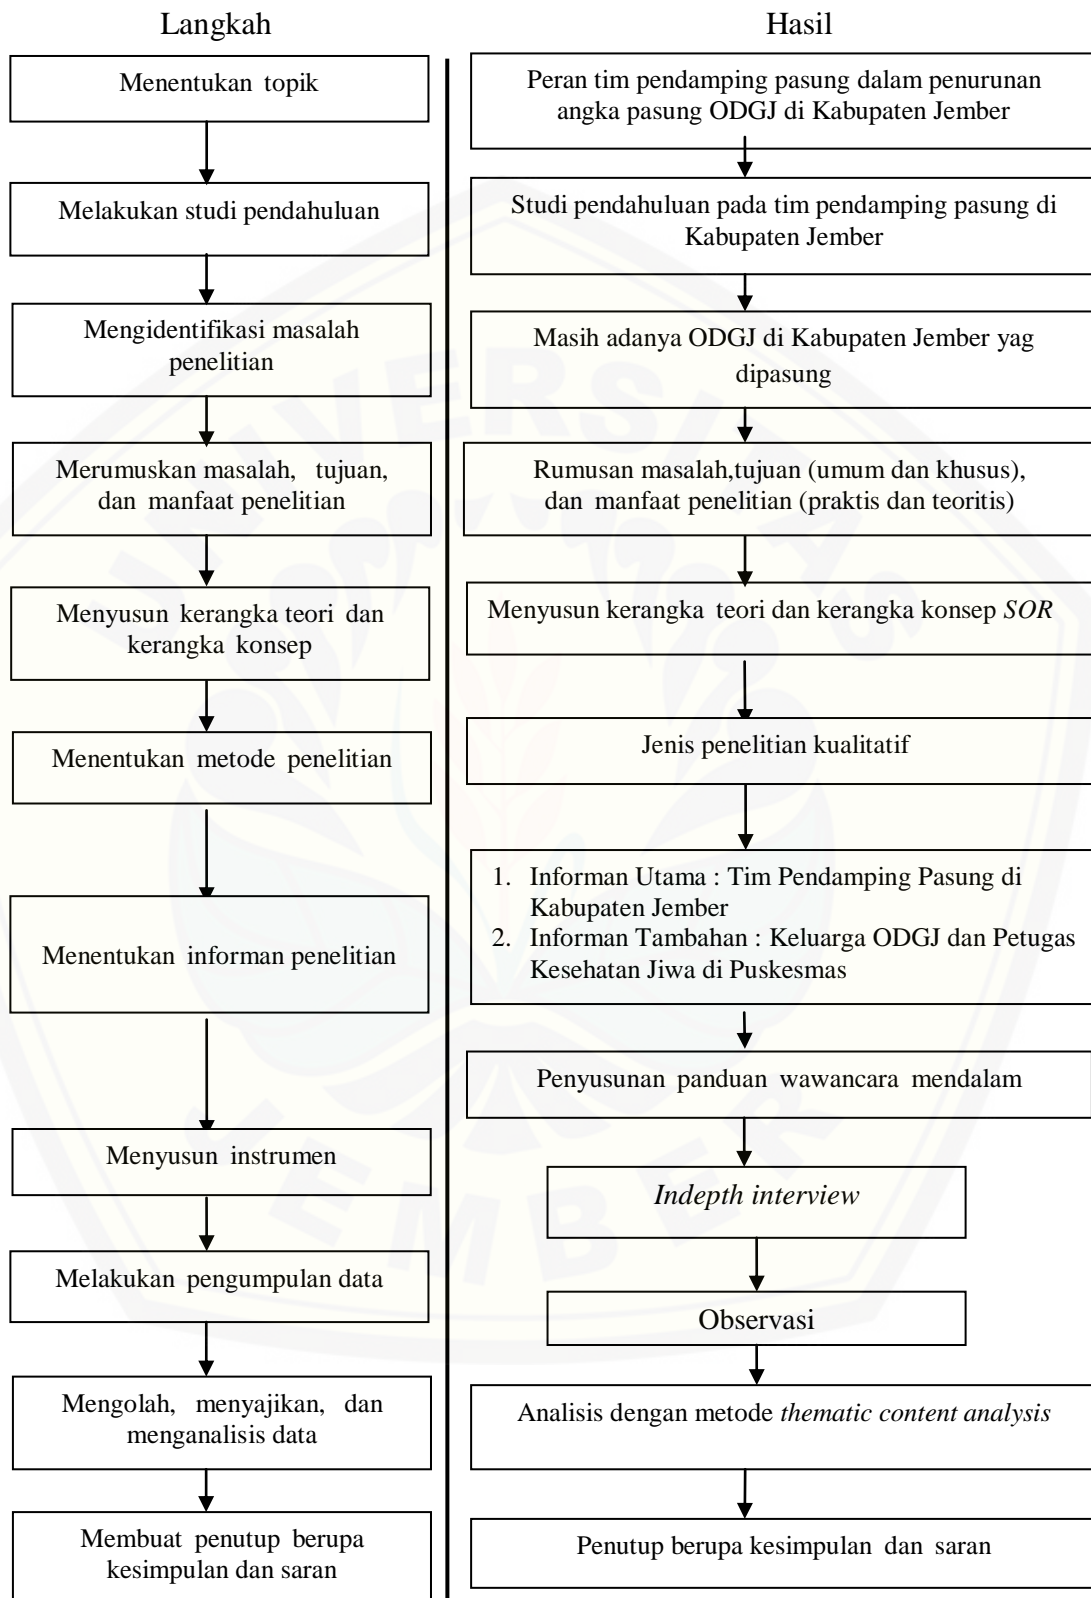 Langkah
Menentukan topik
Melakukan studi pendahuluan
Mengidentifikasi masalah
penelitian
Merumuskan masalah, tujuan,
dan manfaat penelitian
Menyusun kerangka teori dan
kerangka konsep
Menentukan metode penelitian
Menentukan informan penelitian
Menyusun instrumen
Melakukan pengumpulan data
Mengolah, menyajikan, dan
menganalisis data
Membuat penutup berupa
kesimpulan dan saran
Hasil
Peran tim pendamping pasung dalam penurunan
angka pasung ODGJ di Kabupaten Jember
Studi pendahuluan pada tim pendamping pasung di
Kabupaten Jember
Masih adanya ODGJ di Kabupaten Jember yag
dipasung
Rumusan masalah,tujuan (umum dan khusus),
dan manfaat penelitian (praktis dan teoritis)
Menyusun kerangka teori dan kerangka konsep SOR
Jenis penelitian kualitatif
1. Informan Utama : Tim Pendamping Pasung di
Kabupaten Jember
2. Informan Tambahan : Keluarga ODGJ dan Petugas
Kesehatan Jiwa di Puskesmas
Penyusunan panduan wawancara mendalam
Indepth interview
Observasi
Analisis dengan metode thematic content analysis
Penutup berupa kesimpulan dan saran
UNIVERSITAS
JEMBER